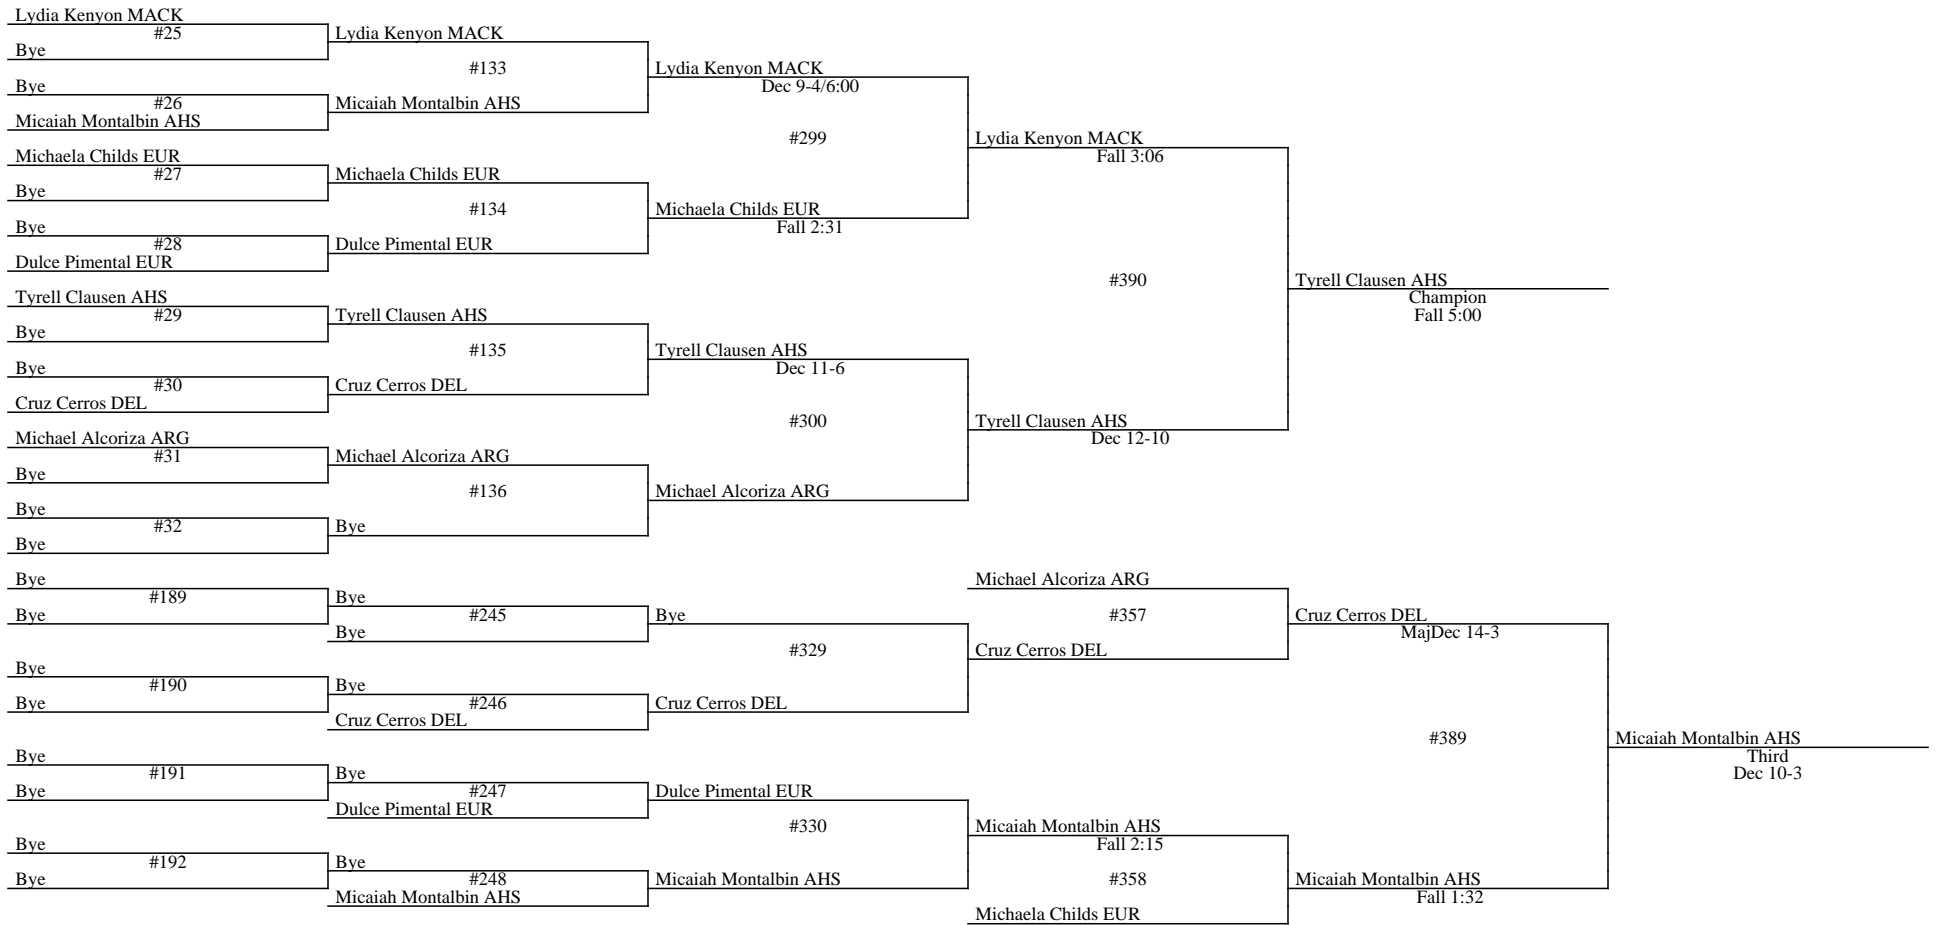 Lydia Kenyon MACK
#25
Bye
Bye
#26
Micaiah Montalbin AHS
Michaela Childs EUR
#27
Bye
Bye
#28
Dulce Pimental EUR
Tyrell Clausen AHS
#29
Bye
Bye
#30
Cruz Cerros DEL
Michael Alcoriza ARG
#31
Bye
Bye
#32
Bye
Bye
#189
Bye
Bye
#190
Bye
Bye
#191
Bye
Bye
#192
Bye
Lydia Kenyon MACK
#133
Micaiah Montalbin AHS
Michaela Childs EUR
#134
Dulce Pimental EUR
Tyrell Clausen AHS
#135
Cruz Cerros DEL
Michael Alcoriza ARG
#136
Bye
Bye
#245
Bye
Bye
#246
Cruz Cerros DEL
Bye
#247
Dulce Pimental EUR
Bye
#248
Micaiah Montalbin AHS
Lydia Kenyon MACK
Dec 9-4/6:00
#299
Michaela Childs EUR
Fall 2:31
Tyrell Clausen AHS
Dec 11-6
#300
Michael Alcoriza ARG
Bye
#329
Cruz Cerros DEL
Dulce Pimental EUR
#330
Micaiah Montalbin AHS
Lydia Kenyon MACK
Fall 3:06
#390
Tyrell Clausen AHS
Dec 12-10
Michael Alcoriza ARG
#357
Cruz Cerros DEL
Micaiah Montalbin AHS
Fall 2:15
#358
Michaela Childs EUR
Tyrell Clausen AHS
Champion
Fall 5:00
Cruz Cerros DEL
MajDec 14-3
#389
Micaiah Montalbin AHS
Fall 1:32
Micaiah Montalbin AHS
Third
Dec 10-3